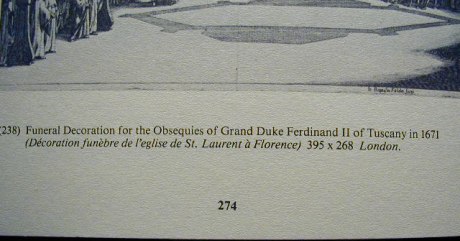 (238) Funeral Decoration for the Obsequies of Grand Duke Ferdinand II of Tuscany in 1671
(Décoration funèbre de l'eglise de St. Laurent à Florence) 395 x 268 London.
274